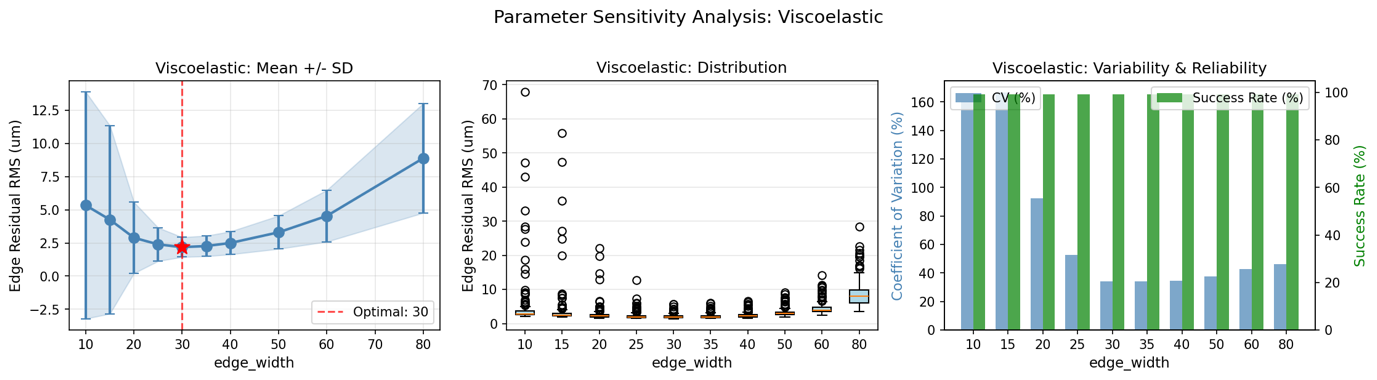 Parameter Sensitivity Analysis: Viscoelastic
Viscoelastic: Mean +/- SD
Edge Residual RMS (um)
12.5
10.0
7.5
5.0
2.5
0.0
−2.5
10 20 30 40 50 60 70 80
edge_width
Optimal: 30
Viscoelastic: Distribution
Edge Residual RMS (um)
70
60
50
40
30
20
10
0
10 15 20 25 30 35 40 50 60 80
edge_width
Viscoelastic: Variability & Reliability
Coefficient of Variation (%)
160
140
120
100
80
60
40
20
0
CV (%)
Success Rate (%)
10 15 20 25 30 35 40 50 60 80
edge_width
100
80
60
40
20
0
Success Rate (%)